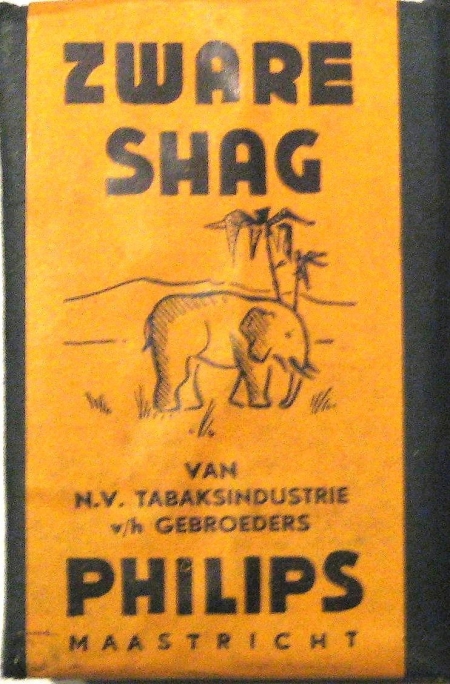 ZWARE
SHAG
VAN
N.V. TABAKSINDUSTRIE
v/h GEBROEDERS
PHILIPS
MAASTRICHT